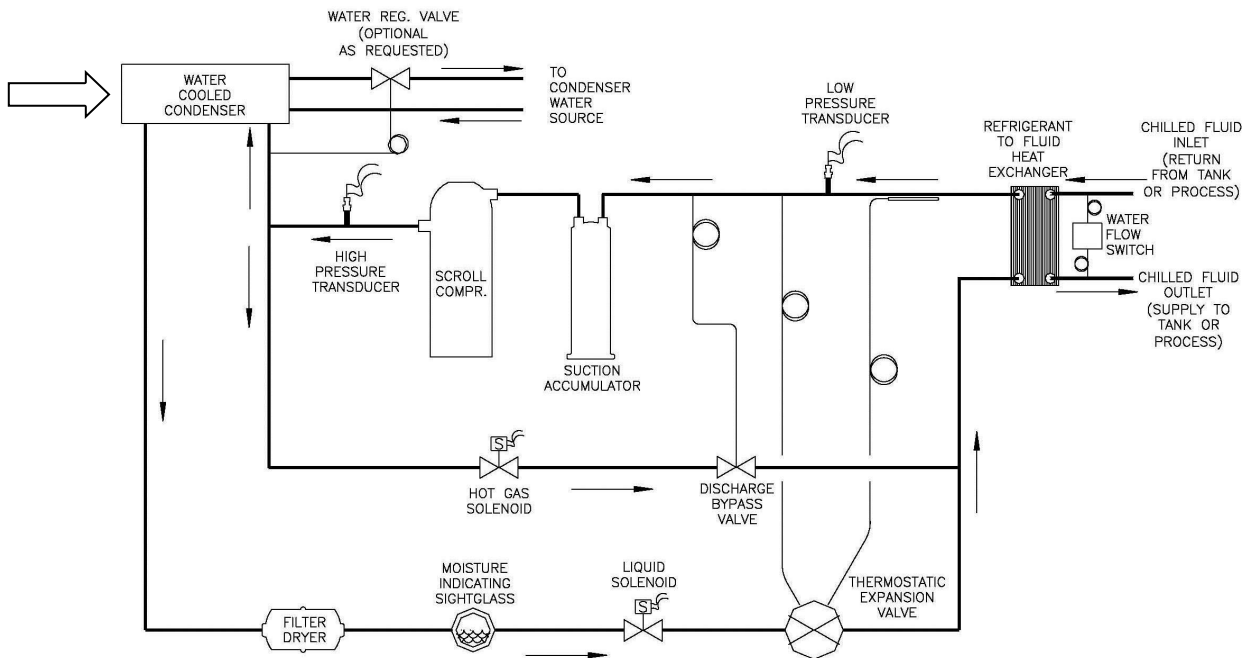 WATER REG. VALVE
(OPTIONAL
AS REQUESTED)
WATER
COOLED
CONDENSER
TO
CONDENSER
WATER
SOURCE
LOW
PRESSURE
TRANSDUCER
REFRIGERANT
TO FLUID
HEAT
EXCHANGER
CHILLED FLUID
INLET
(RETURN
FROM TANK
OR PROCESS)
WATER
FLOW
SWITCH
HIGH
PRESSURE
TRANSDUCER
SCROLL
COMPR.
SUCTION
ACCUMULATOR
CHILLED FLUID
OUTLET
(SUPPLY TO
TANK OR
PROCESS)
S
HOT GAS
SOLENOID
DISCHARGE
BYPASS
VALVE
MOISTURE
INDICATING
SIGHTGLASS
LIQUID
SOLENOID
S
THERMOSTATIC
EXPANSION
VALVE
FILTER
DRYER